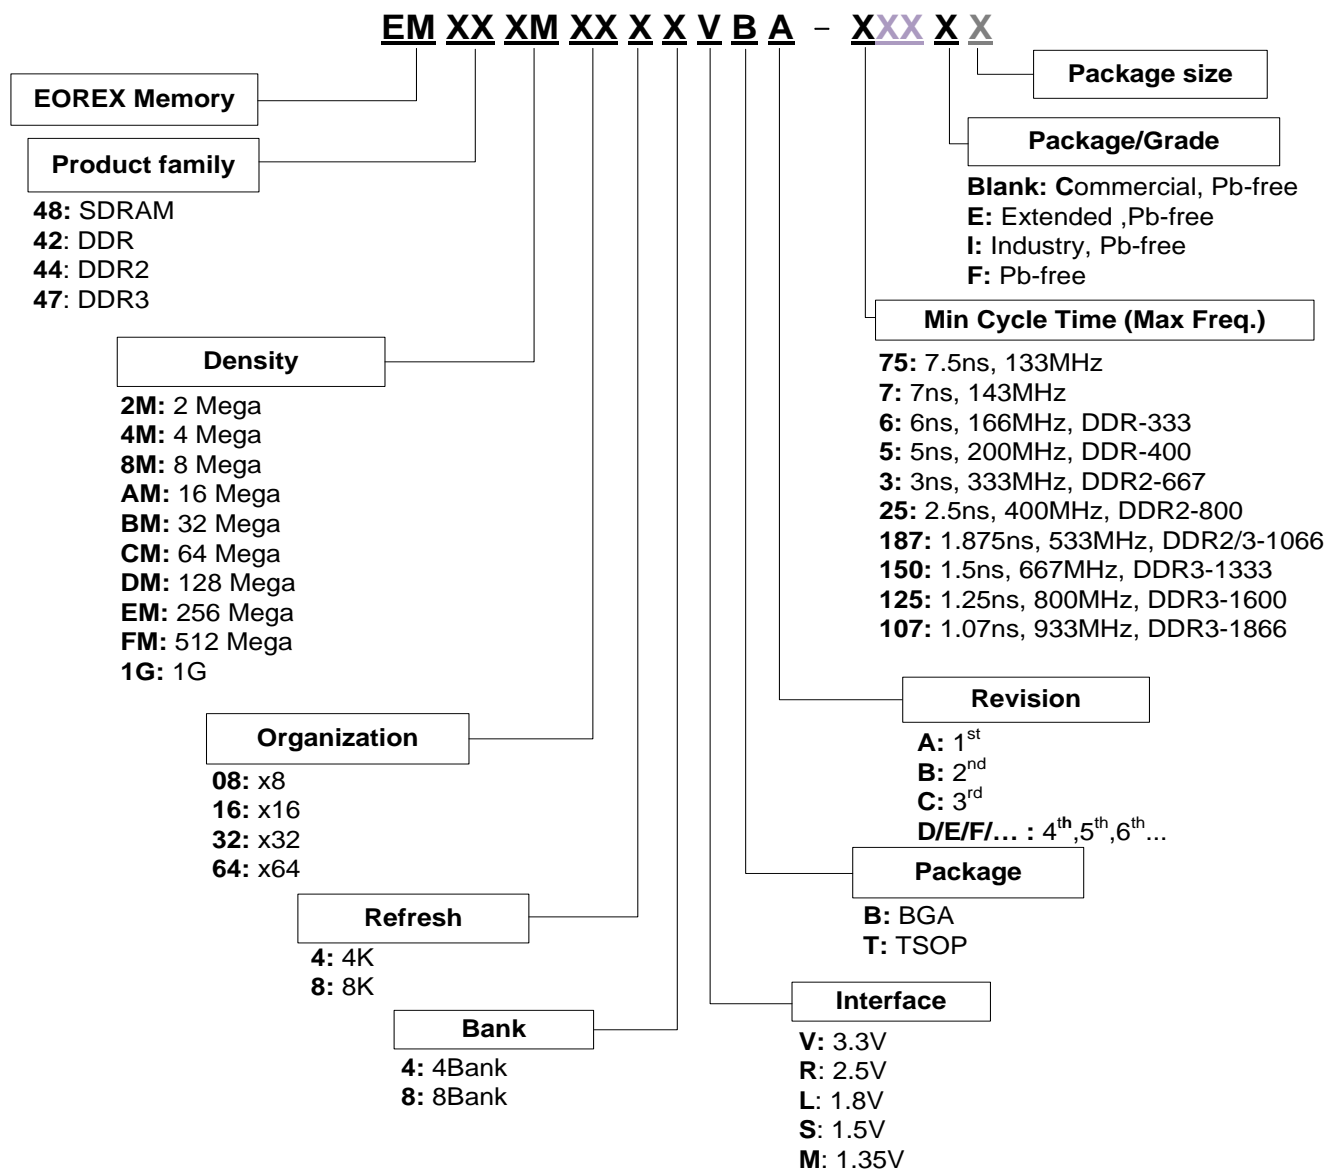 EM XX XM XX X X V B A – XXX X X
Package size
EOREX Memory
Package/Grade
Blank: Commercial, Pb-free
E: Extended ,Pb-free
I: Industry, Pb-free
F: Pb-free
Product family
48: SDRAM
42: DDR
44: DDR2
47: DDR3
Min Cycle Time (Max Freq.)
75: 7.5ns, 133MHz
7: 7ns, 143MHz
6: 6ns, 166MHz, DDR-333
5: 5ns, 200MHz, DDR-400
3: 3ns, 333MHz, DDR2-667
25: 2.5ns, 400MHz, DDR2-800
187: 1.875ns, 533MHz, DDR2/3-1066
150: 1.5ns, 667MHz, DDR3-1333
125: 1.25ns, 800MHz, DDR3-1600
107: 1.07ns, 933MHz, DDR3-1866
Density
2M: 2 Mega
4M: 4 Mega
8M: 8 Mega
AM: 16 Mega
BM: 32 Mega
CM: 64 Mega
DM: 128 Mega
EM: 256 Mega
FM: 512 Mega
1G: 1G
Revision
A: 1st
B: 2nd
C: 3rd
D/E/F/… : 4th,5th,6th...
Organization
08: x8
16: x16
32: x32
64: x64
Package
B: BGA
T: TSOP
Refresh
4: 4K
8: 8K
Interface
V: 3.3V
R: 2.5V
L: 1.8V
S: 1.5V
M: 1.35V
Bank
4: 4Bank
8: 8Bank